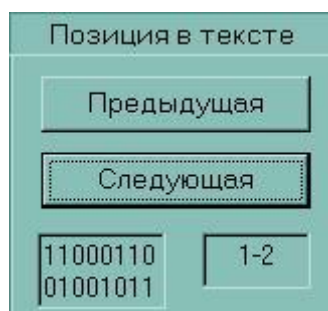 Позиция в тексте
Предыдущая
Следующая
11000110
01001011
1-2